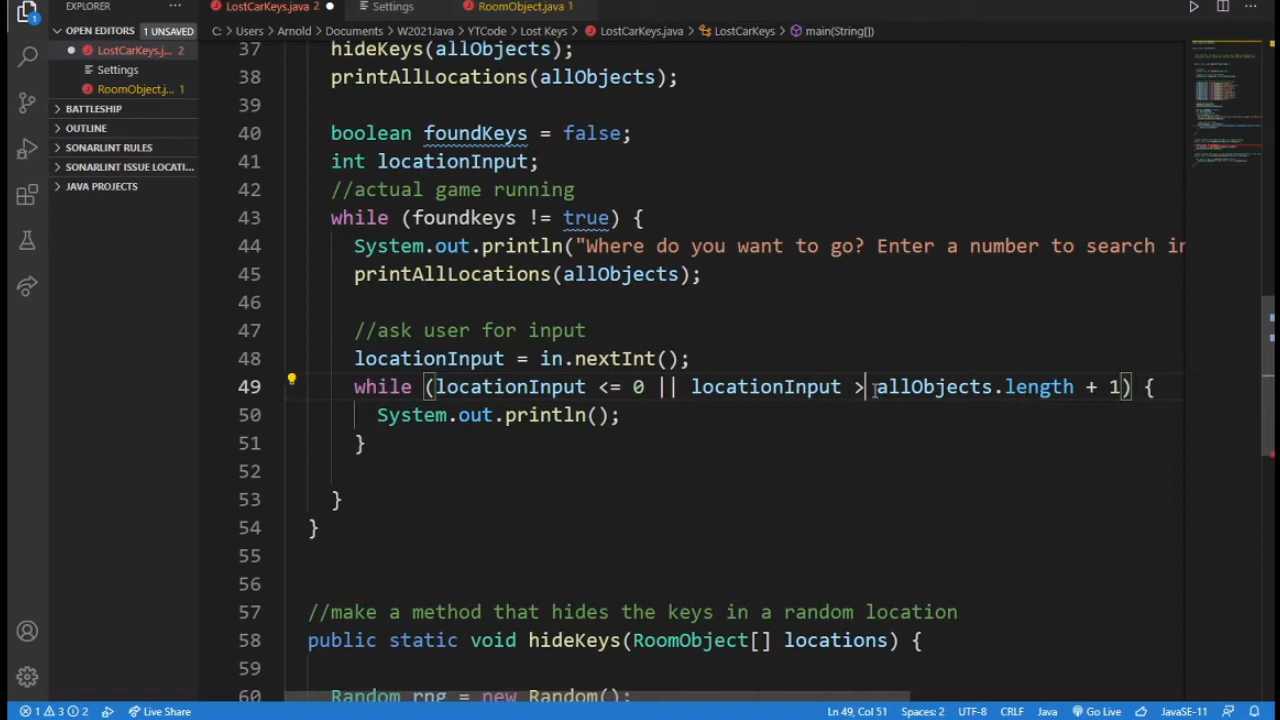 EXPLORER ··· LostCarKeys.java 2 Settings RoomObject.java 1 ···
OPEN EDITORS 1 UNSAVED
LostCarKeys.j... 2
Settings
RoomObject.j... 1
BATTLESHIP
OUTLINE
SONARLINT RULES
SONARLINT ISSUE LOCATI...
JAVA PROJECTS
1
C: > Users > Arnold > Documents > W2021Java > YTCode > Lost Keys > LostCarKeys.java > LostCarKeys > main(String[])
37 hideKeys(allObjects);
38 printAllLocations(allObjects);
39
40 boolean foundKeys = false;
41 int locationInput;
42 //actual game running
43 while (foundkeys != true) {
44 System.out.println("Where do you want to go? Enter a number to search in
45 printAllLocations(allObjects);
46
47 //ask user for input
48 locationInput = in.nextInt();
49 while (locationInput <= 0 || locationInput > allObjects.length + 1) {
50 System.out.println();
51 }
52
53 }
54 }
55
56
57 //make a method that hides the keys in a random location
58 public static void hideKeys(RoomObject[] locations) {
59
60 Random rng = new Random();
1 3 2 Live Share Ln 49, Col 51 Spaces: 2 UTF-8 CRLF Java Go Live JavaSE-11